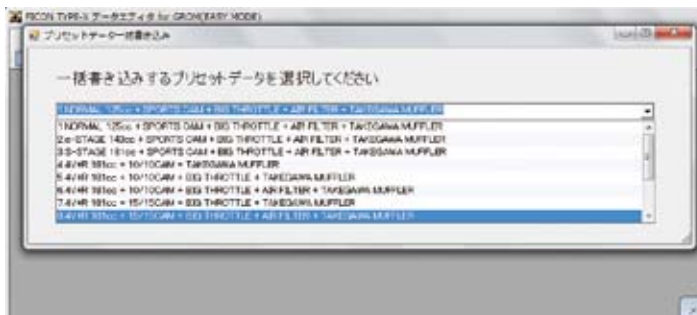 FICON TYPE-X データエディタ for GROM(EASY MODE)
プリセットデータ一括書き込み
一括書き込みするプリセットデータを選択してください
1.NORMAL 125cc + SPORTS CAM + BIG THROTTLE + AIR FILTER + TAKEGAWA MUFFLER
1.NORMAL 125cc + SPORTS CAM + BIG THROTTLE + AIR FILTER + TAKEGAWA MUFFLER
2.e-STAGE 143cc + SPORTS CAM + BIG THROTTLE + AIR FILTER + TAKEGAWA MUFFLER
3.S-STAGE 181cc + SPORTS CAM + BIG THROTTLE + AIR FILTER + TAKEGAWA MUFFLER
4.4V+R 181cc + 10/10CAM + TAKEGAWA MUFFLER
5.4V+R 181cc + 10/10CAM + BIG THROTTLE + TAKEGAWA MUFFLER
6.4V+R 181cc + 10/10CAM + BIG THROTTLE + AIR FILTER + TAKEGAWA MUFFLER
7.4V+R 181cc + 15/15CAM + BIG THROTTLE + TAKEGAWA MUFFLER
8.4V+R 181cc + 15/15CAM + BIG THROTTLE + AIR FILTER + TAKEGAWA MUFFLER